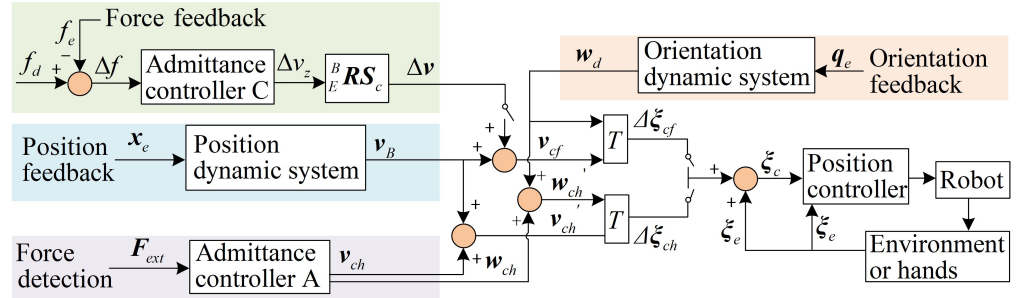 f_e Force feedback
f_d + − Δf Admittance controller C Δv_z ^B_E RS_c Δv
w_d Orientation dynamic system q_e Orientation feedback
Position feedback x_e Position dynamic system v_B
+ + v_cf T Δξ_cf
+ w_ch' v_ch' T Δξ_ch
+ +
+ ξ_c Position controller Robot
+ ξ_e ξ_e Environment or hands
Force detection F_ext Admittance controller A v_ch + w_ch